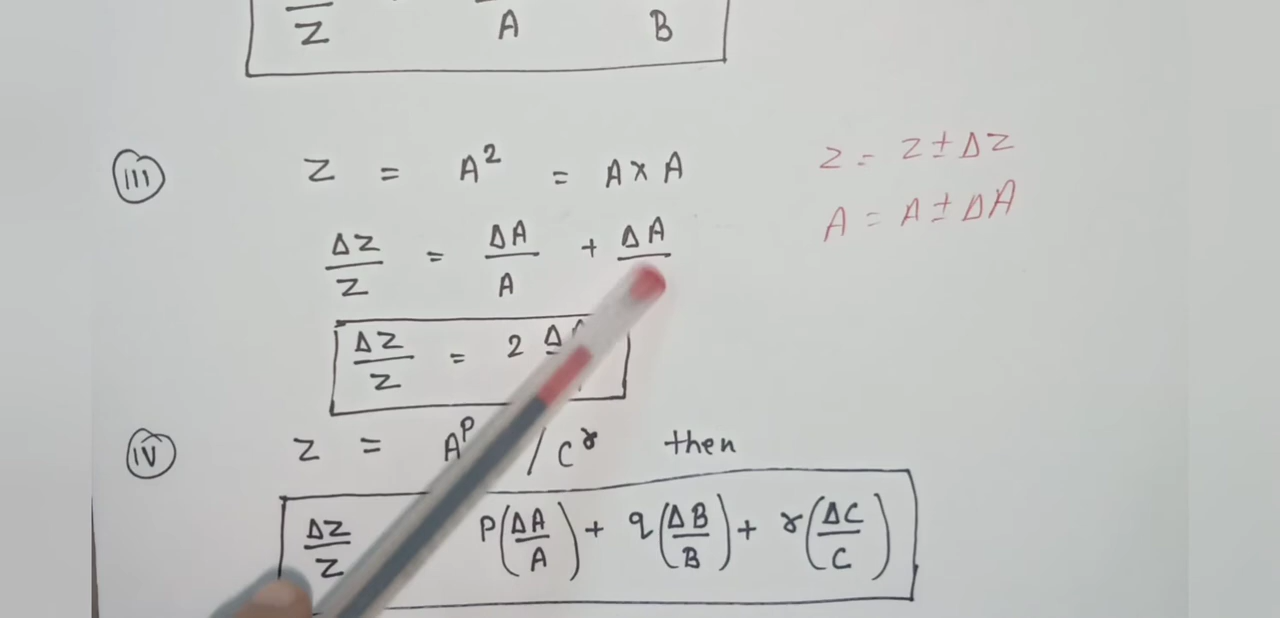 Z A B
(III) Z = A² = A × A
Z = Z ± ΔZ
A = A ± ΔA
ΔZ/Z = ΔA/A + ΔA
ΔZ/Z = 2 Δ
(IV) Z = A^p / C^r then
ΔZ/Z p(ΔA/A) + q(ΔB/B) + r(ΔC/C)